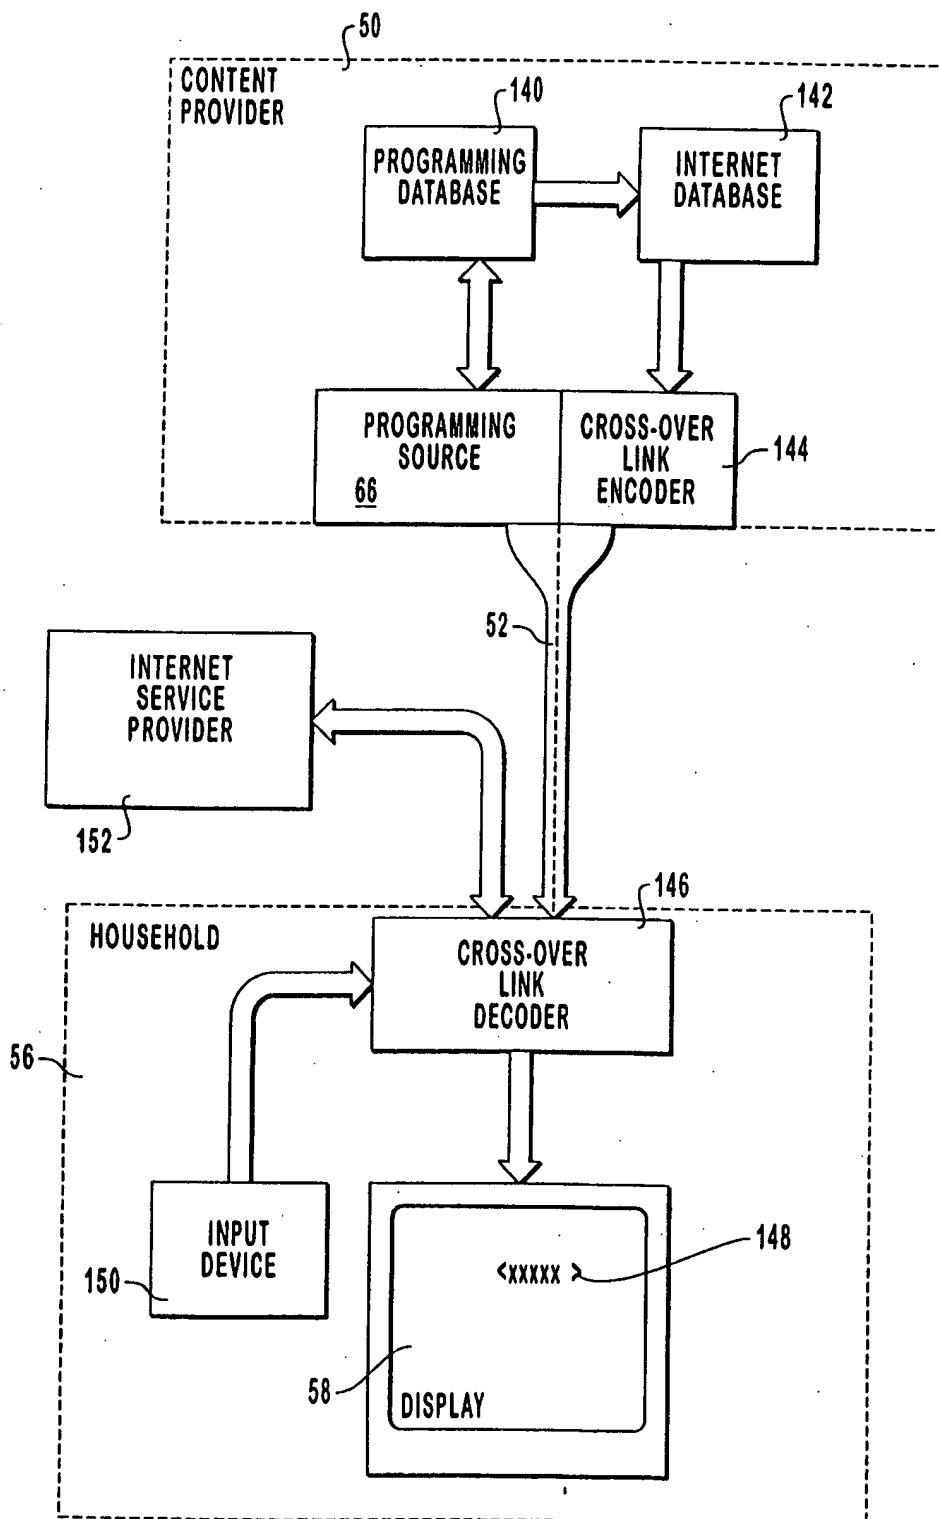 50
CONTENT
PROVIDER
140
142
PROGRAMMING
DATABASE
INTERNET
DATABASE
PROGRAMMING
SOURCE
66
CROSS-OVER
LINK
ENCODER
144
52
INTERNET
SERVICE
PROVIDER
152
146
HOUSEHOLD
CROSS-OVER
LINK
DECODER
56
INPUT
DEVICE
150
<xxxxx >
148
58
DISPLAY